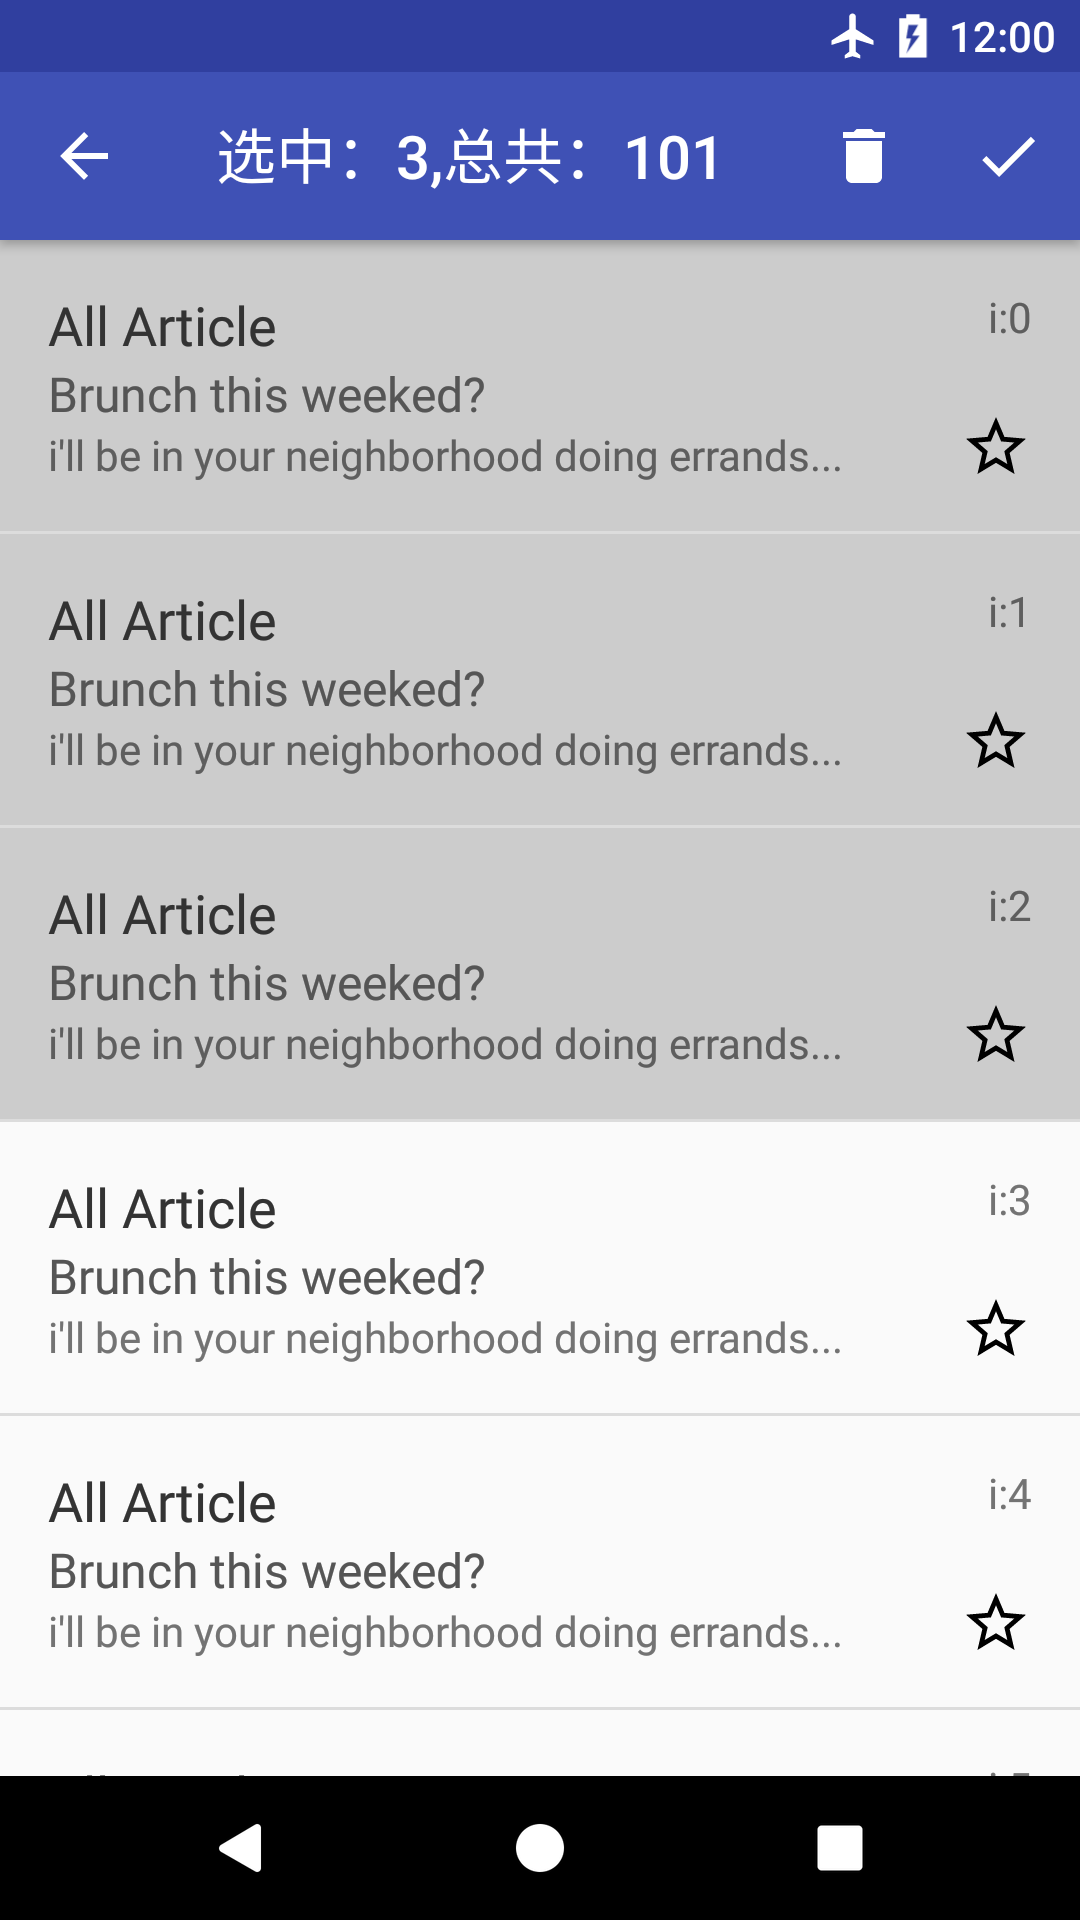 12:00
选中：3,总共：101
All Article
i:0
Brunch this weeked?
i'll be in your neighborhood doing errands...
All Article
i:1
Brunch this weeked?
i'll be in your neighborhood doing errands...
All Article
i:2
Brunch this weeked?
i'll be in your neighborhood doing errands...
All Article
i:3
Brunch this weeked?
i'll be in your neighborhood doing errands...
All Article
i:4
Brunch this weeked?
i'll be in your neighborhood doing errands...